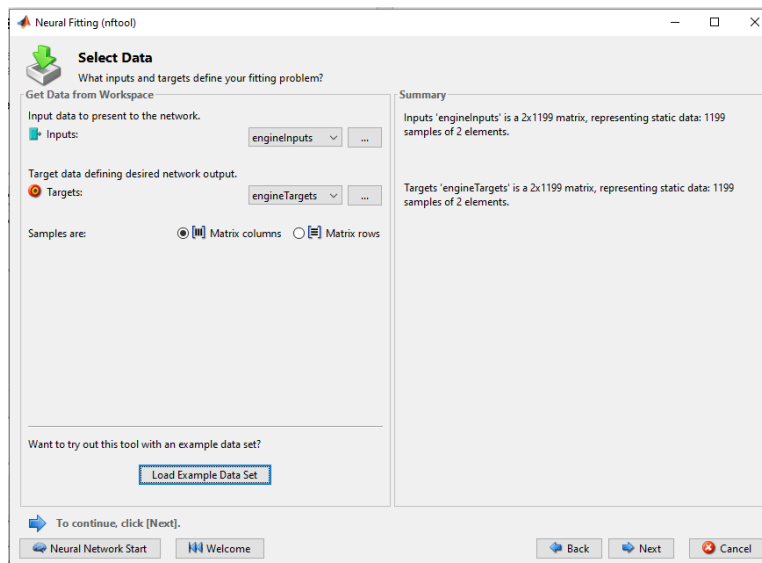 Neural Fitting (nftool)
Select Data
What inputs and targets define your fitting problem?
Get Data from Workspace
Input data to present to the network.
Inputs:
engineInputs
...
Target data defining desired network output.
Targets:
engineTargets
...
Samples are:
Matrix columns
Matrix rows
Want to try out this tool with an example data set?
Load Example Data Set
Summary
Inputs 'engineInputs' is a 2x1199 matrix, representing static data: 1199
samples of 2 elements.
Targets 'engineTargets' is a 2x1199 matrix, representing static data: 1199
samples of 2 elements.
To continue, click [Next].
Neural Network Start
Welcome
Back
Next
Cancel